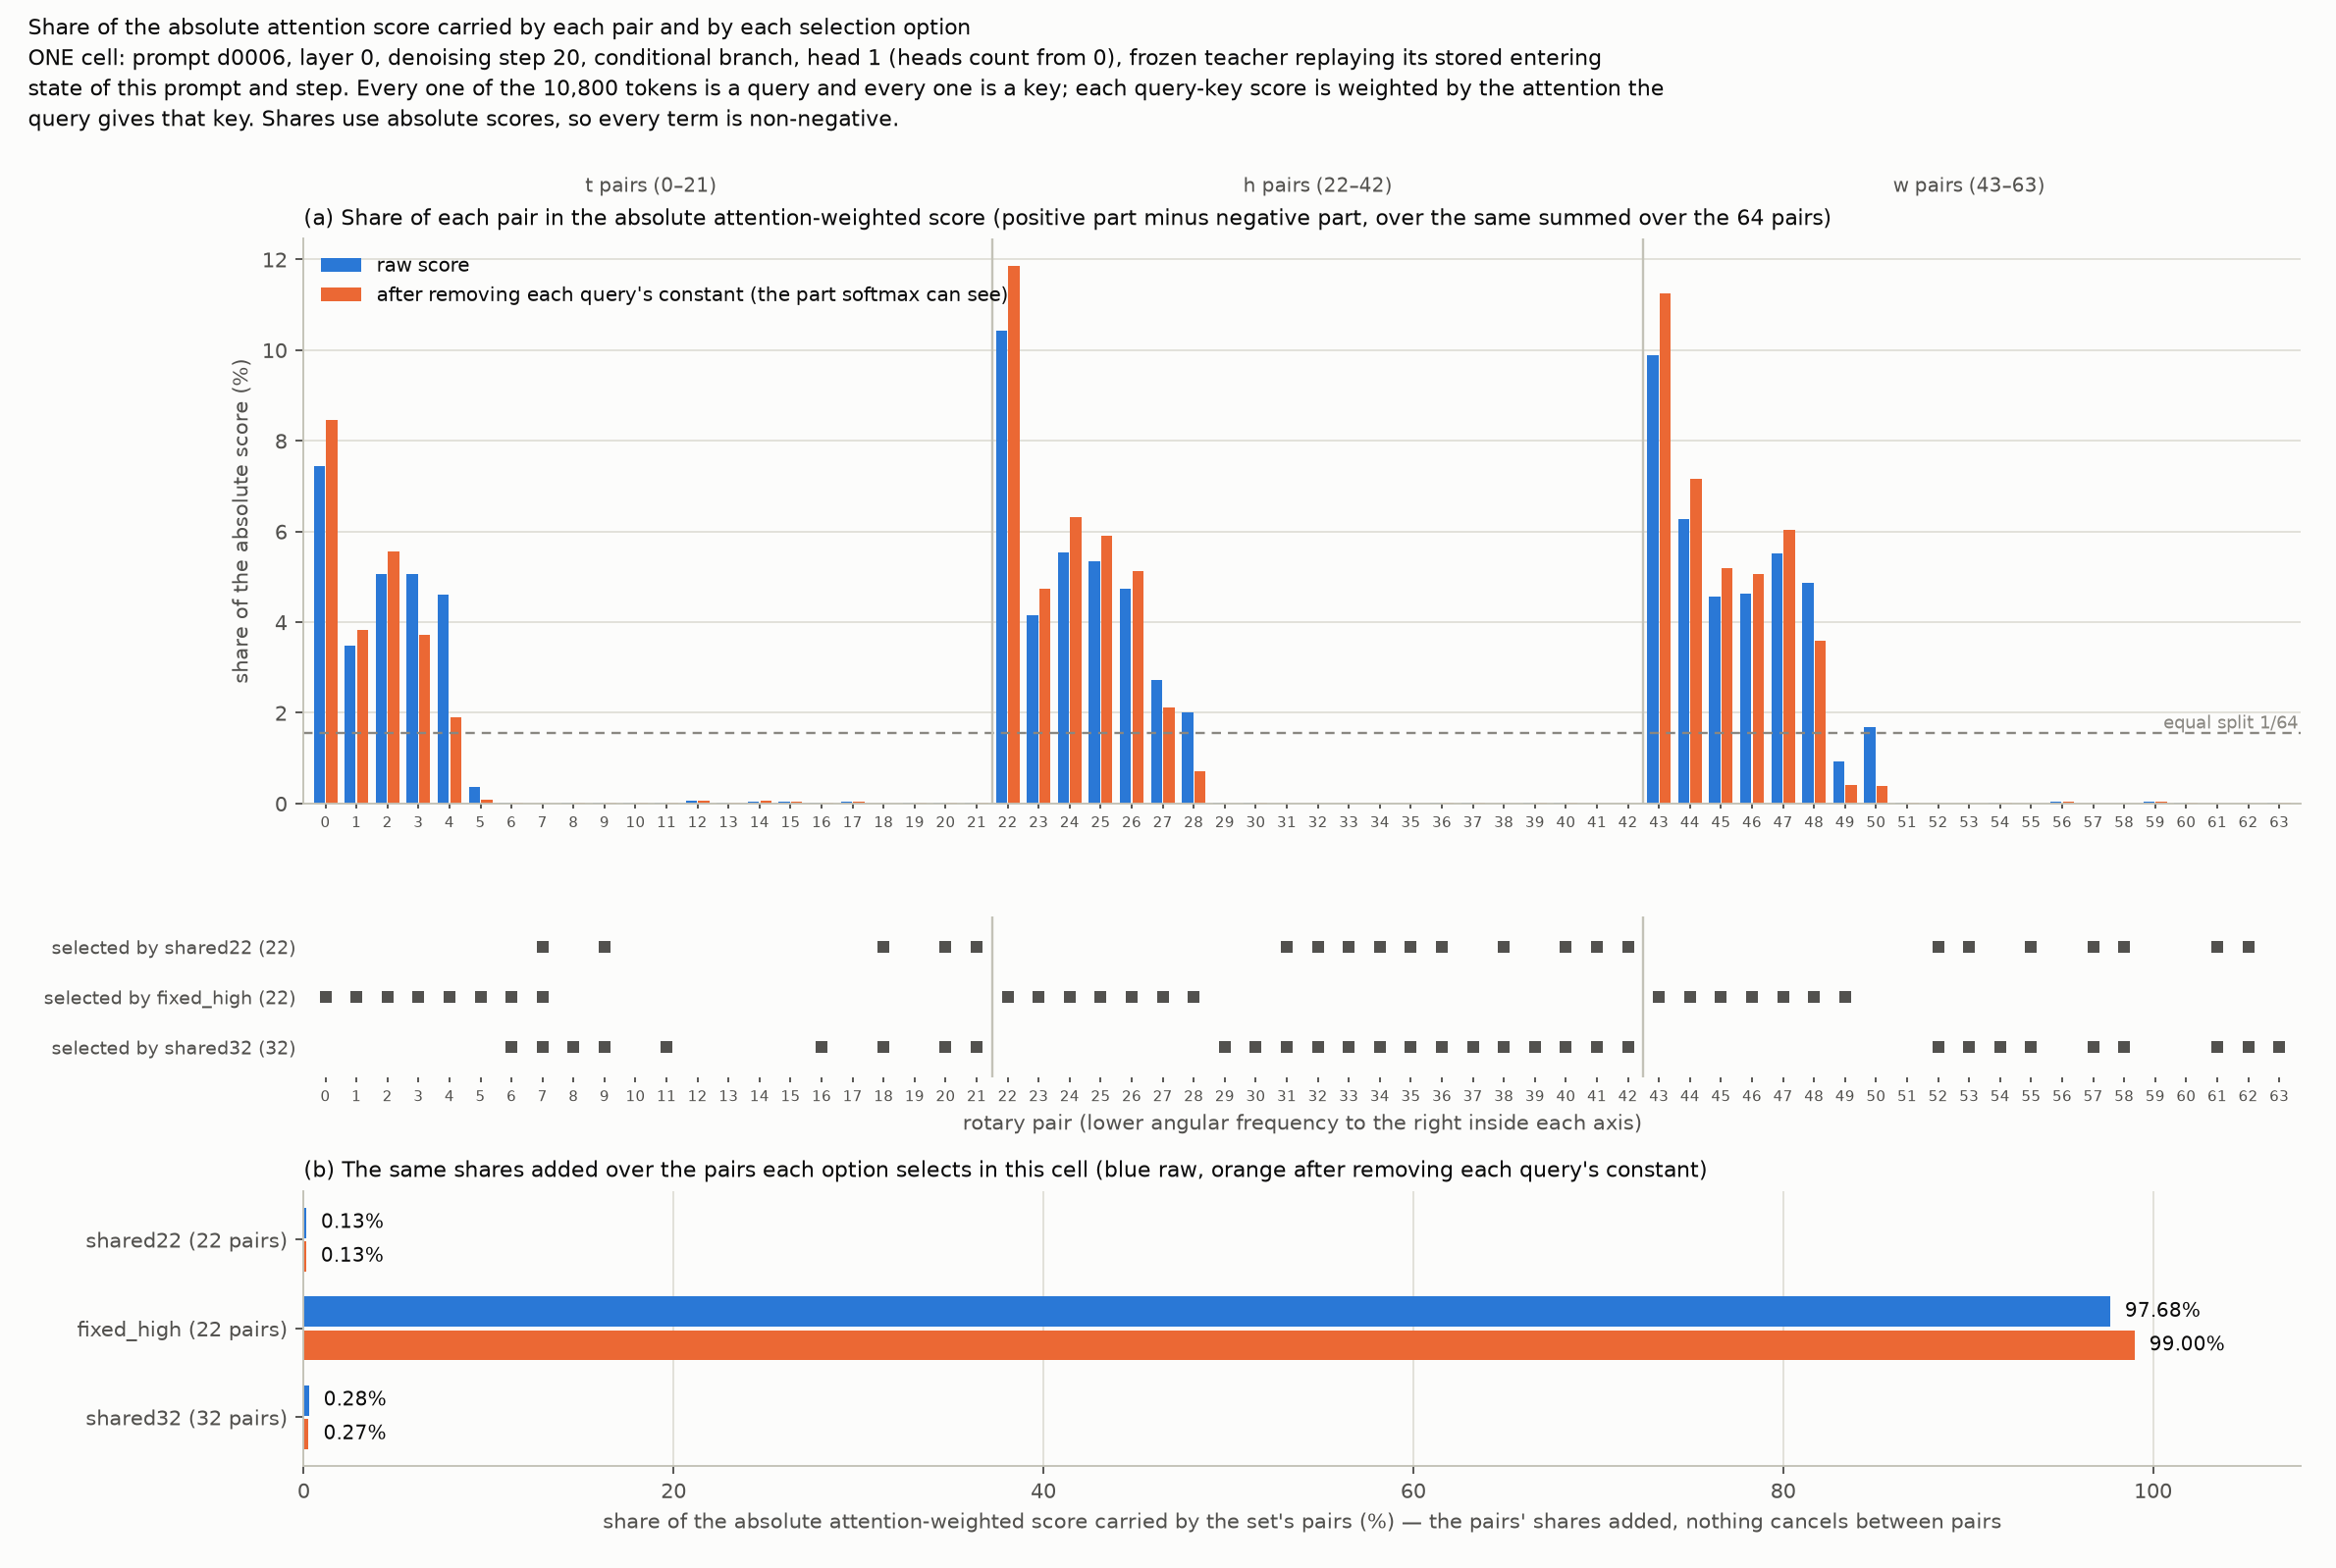 Share of the absolute attention score carried by each pair and by each selection option
ONE cell: prompt d0006, layer 0, denoising step 20, conditional branch, head 1 (heads count from 0), frozen teacher replaying its stored entering
state of this prompt and step. Every one of the 10,800 tokens is a query and every one is a key; each query-key score is weighted by the attention the
query gives that key. Shares use absolute scores, so every term is non-negative.
t pairs (0–21)
h pairs (22–42)
w pairs (43–63)
(a) Share of each pair in the absolute attention-weighted score (positive part minus negative part, over the same summed over the 64 pairs)
raw score
after removing each query's constant (the part softmax can see)
share of the absolute score (%)
12
10
8
6
4
2
0
equal split 1/64
0 1 2 3 4 5 6 7 8 9 10 11 12 13 14 15 16 17 18 19 20 21 22 23 24 25 26 27 28 29 30 31 32 33 34 35 36 37 38 39 40 41 42 43 44 45 46 47 48 49 50 51 52 53 54 55 56 57 58 59 60 61 62 63
selected by shared22 (22)
selected by fixed_high (22)
selected by shared32 (32)
0 1 2 3 4 5 6 7 8 9 10 11 12 13 14 15 16 17 18 19 20 21 22 23 24 25 26 27 28 29 30 31 32 33 34 35 36 37 38 39 40 41 42 43 44 45 46 47 48 49 50 51 52 53 54 55 56 57 58 59 60 61 62 63
rotary pair (lower angular frequency to the right inside each axis)
(b) The same shares added over the pairs each option selects in this cell (blue raw, orange after removing each query's constant)
shared22 (22 pairs)
0.13%
0.13%
fixed_high (22 pairs)
97.68%
99.00%
shared32 (32 pairs)
0.28%
0.27%
0 20 40 60 80 100
share of the absolute attention-weighted score carried by the set's pairs (%) — the pairs' shares added, nothing cancels between pairs